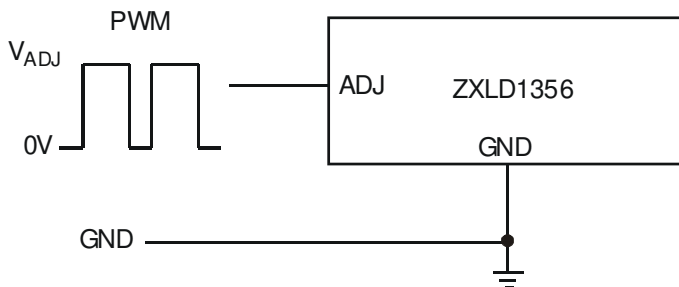 PWM
VADJ
0V
ADJ
ZXLD1356
GND
GND